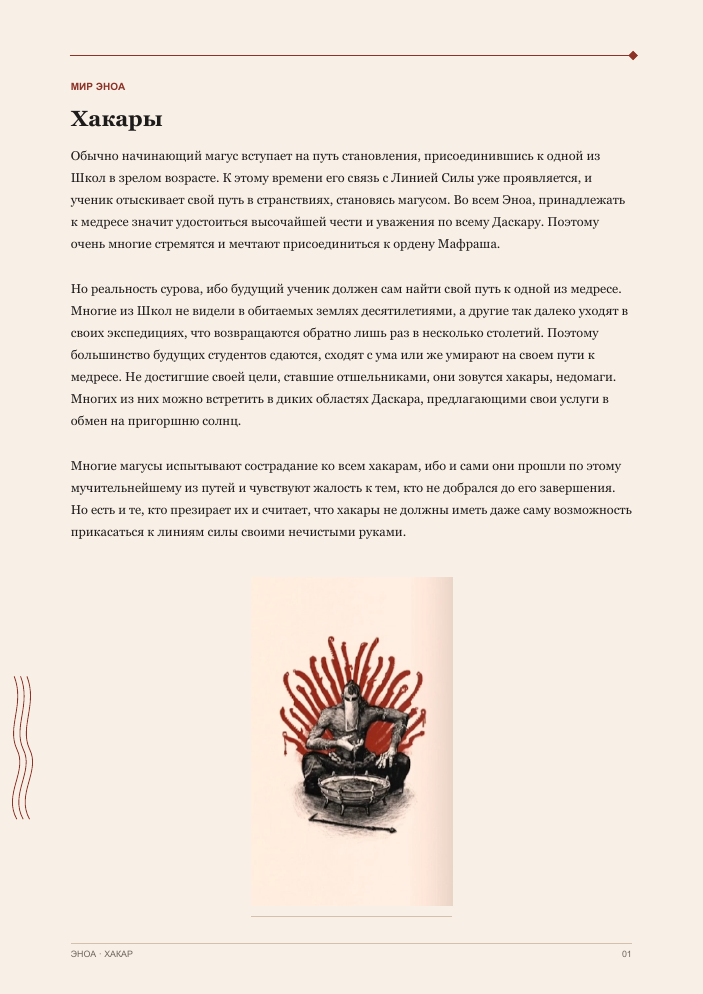 МИР ЭНОА
Хакары
Обычно начинающий магус вступает на путь становления, присоединившись к одной из
Школ в зрелом возрасте. К этому времени его связь с Линией Силы уже проявляется, и
ученик отыскивает свой путь в странствиях, становясь магусом. Во всем Эноа, принадлежать
к медресе значит удостоиться высочайшей чести и уважения по всему Даскару. Поэтому
очень многие стремятся и мечтают присоединиться к ордену Мафраша.
Но реальность сурова, ибо будущий ученик должен сам найти свой путь к одной из медресе.
Многие из Школ не видели в обитаемых землях десятилетиями, а другие так далеко уходят в
своих экспедициях, что возвращаются обратно лишь раз в несколько столетий. Поэтому
большинство будущих студентов сдаются, сходят с ума или же умирают на своем пути к
медресе. Не достигшие своей цели, ставшие отшельниками, они зовутся хакары, недомаги.
Многих из них можно встретить в диких областях Даскара, предлагающими свои услуги в
обмен на пригоршню солнц.
Многие магусы испытывают сострадание ко всем хакарам, ибо и сами они прошли по этому
мучительнейшему из путей и чувствуют жалость к тем, кто не добрался до его завершения.
Но есть и те, кто презирает их и считает, что хакары не должны иметь даже саму возможность
прикасаться к линиям силы своими нечистыми руками.
ЭНОА · ХАКАР
01